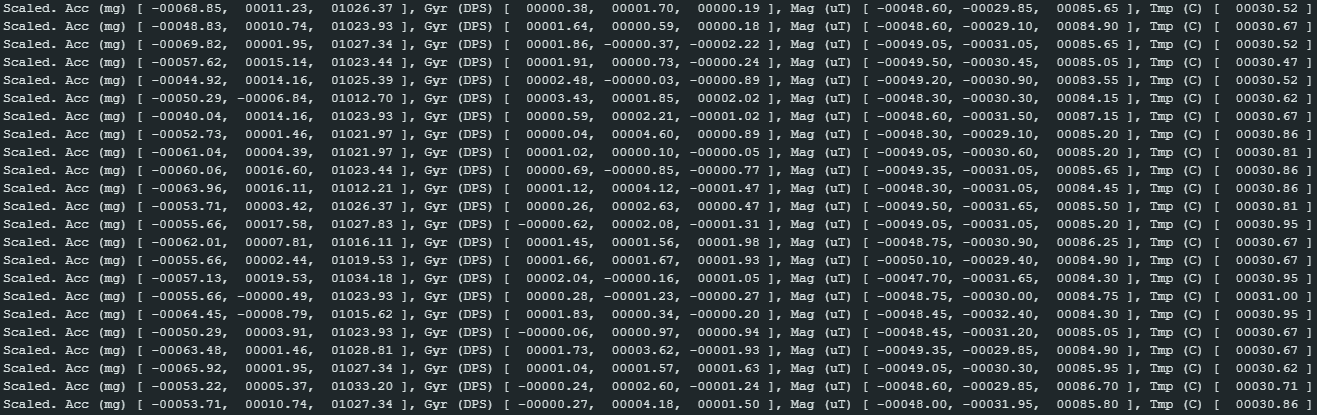 Scaled. Acc (mg) [ -00068.85,  00011.23,  01026.37 ], Gyr (DPS) [  00000.38,  00001.70,  00000.19 ], Mag (uT) [ -00048.60, -00029.85,  00085.65 ], Tmp (C) [  00030.52 ]
Scaled. Acc (mg) [ -00048.83,  00010.74,  01023.93 ], Gyr (DPS) [  00001.64,  00000.59,  00000.18 ], Mag (uT) [ -00048.60, -00029.10,  00084.90 ], Tmp (C) [  00030.67 ]
Scaled. Acc (mg) [ -00069.82,  00001.95,  01027.34 ], Gyr (DPS) [  00001.86, -00000.37, -00002.22 ], Mag (uT) [ -00049.05, -00031.05,  00085.65 ], Tmp (C) [  00030.52 ]
Scaled. Acc (mg) [ -00057.62,  00015.14,  01023.44 ], Gyr (DPS) [  00001.91,  00000.73, -00000.24 ], Mag (uT) [ -00049.50, -00030.45,  00085.05 ], Tmp (C) [  00030.47 ]
Scaled. Acc (mg) [ -00044.92,  00014.16,  01025.39 ], Gyr (DPS) [  00002.48, -00000.03, -00000.89 ], Mag (uT) [ -00049.20, -00030.90,  00083.55 ], Tmp (C) [  00030.52 ]
Scaled. Acc (mg) [ -00050.29, -00006.84,  01012.70 ], Gyr (DPS) [  00003.43,  00001.85,  00002.02 ], Mag (uT) [ -00048.30, -00030.30,  00084.15 ], Tmp (C) [  00030.62 ]
Scaled. Acc (mg) [ -00040.04,  00014.16,  01023.93 ], Gyr (DPS) [  00000.59,  00002.21, -00001.02 ], Mag (uT) [ -00048.60, -00031.50,  00087.15 ], Tmp (C) [  00030.67 ]
Scaled. Acc (mg) [ -00052.73,  00001.46,  01021.97 ], Gyr (DPS) [  00000.04,  00004.60,  00000.89 ], Mag (uT) [ -00048.30, -00029.10,  00085.20 ], Tmp (C) [  00030.86 ]
Scaled. Acc (mg) [ -00061.04,  00004.39,  01021.97 ], Gyr (DPS) [  00001.02,  00000.10, -00000.05 ], Mag (uT) [ -00049.05, -00030.60,  00085.20 ], Tmp (C) [  00030.81 ]
Scaled. Acc (mg) [ -00060.06,  00016.60,  01023.44 ], Gyr (DPS) [  00000.69, -00000.85, -00000.77 ], Mag (uT) [ -00049.35, -00031.05,  00085.65 ], Tmp (C) [  00030.86 ]
Scaled. Acc (mg) [ -00063.96,  00016.11,  01012.21 ], Gyr (DPS) [  00001.12,  00004.12, -00001.47 ], Mag (uT) [ -00048.30, -00031.05,  00084.45 ], Tmp (C) [  00030.86 ]
Scaled. Acc (mg) [ -00053.71,  00003.42,  01026.37 ], Gyr (DPS) [  00000.26,  00002.63,  00000.47 ], Mag (uT) [ -00049.50, -00031.65,  00085.50 ], Tmp (C) [  00030.81 ]
Scaled. Acc (mg) [ -00055.66,  00017.58,  01027.83 ], Gyr (DPS) [ -00000.62,  00002.08, -00001.31 ], Mag (uT) [ -00049.05, -00031.05,  00085.20 ], Tmp (C) [  00030.95 ]
Scaled. Acc (mg) [ -00062.01,  00007.81,  01016.11 ], Gyr (DPS) [  00001.45,  00001.56,  00001.98 ], Mag (uT) [ -00048.75, -00030.90,  00086.25 ], Tmp (C) [  00030.67 ]
Scaled. Acc (mg) [ -00055.66,  00002.44,  01019.53 ], Gyr (DPS) [  00001.66,  00001.67,  00001.93 ], Mag (uT) [ -00050.10, -00029.40,  00084.90 ], Tmp (C) [  00030.67 ]
Scaled. Acc (mg) [ -00057.13,  00019.53,  01034.18 ], Gyr (DPS) [  00002.04, -00000.16,  00001.05 ], Mag (uT) [ -00047.70, -00031.65,  00084.30 ], Tmp (C) [  00030.95 ]
Scaled. Acc (mg) [ -00055.66, -00000.49,  01023.93 ], Gyr (DPS) [  00000.28, -00001.23, -00000.27 ], Mag (uT) [ -00048.75, -00030.00,  00084.75 ], Tmp (C) [  00031.00 ]
Scaled. Acc (mg) [ -00064.45, -00008.79,  01015.62 ], Gyr (DPS) [  00001.83,  00000.34, -00000.20 ], Mag (uT) [ -00048.45, -00032.40,  00084.30 ], Tmp (C) [  00030.95 ]
Scaled. Acc (mg) [ -00050.29,  00003.91,  01023.93 ], Gyr (DPS) [ -00000.06,  00000.97,  00000.94 ], Mag (uT) [ -00048.45, -00031.20,  00085.05 ], Tmp (C) [  00030.67 ]
Scaled. Acc (mg) [ -00063.48,  00001.46,  01028.81 ], Gyr (DPS) [  00001.73,  00003.62, -00001.93 ], Mag (uT) [ -00049.35, -00029.85,  00084.90 ], Tmp (C) [  00030.67 ]
Scaled. Acc (mg) [ -00065.92,  00001.95,  01027.34 ], Gyr (DPS) [  00001.04,  00001.57,  00001.63 ], Mag (uT) [ -00049.35, -00030.30,  00085.95 ], Tmp (C) [  00030.62 ]
Scaled. Acc (mg) [ -00053.22,  00005.37,  01033.20 ], Gyr (DPS) [ -00000.24,  00002.60, -00001.24 ], Mag (uT) [ -00048.60, -00029.85,  00086.70 ], Tmp (C) [  00030.71 ]
Scaled. Acc (mg) [ -00053.71,  00010.74,  01027.34 ], Gyr (DPS) [ -00000.27,  00004.18,  00001.50 ], Mag (uT) [ -00048.00, -00031.95,  00085.80 ], Tmp (C) [  00030.86 ]